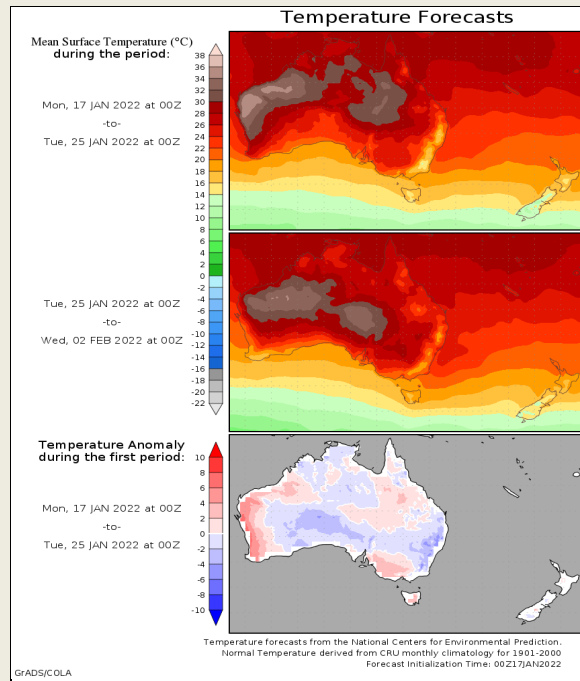 Temperature Forecasts
Mean Surface Temperature (°C)
during the period:
Mon, 17 JAN 2022 at 00Z
-to-
Tue, 25 JAN 2022 at 00Z
38
36
34
32
30
28
26
24
22
20
18
16
14
12
10
8
6
4
2
0
-2
-4
-6
-8
-10
-12
-14
-16
-18
-20
-22
Tue, 25 JAN 2022 at 00Z
-to-
Wed, 02 FEB 2022 at 00Z
Temperature Anomaly
during the first period:
Mon, 17 JAN 2022 at 00Z
-to-
Tue, 25 JAN 2022 at 00Z
10
8
6
4
2
0
-2
-4
-6
-8
-10
Temperature forecasts from the National Centers for Environmental Prediction.
Normal Temperature derived from CRU monthly climatology for 1901-2000
Forecast Initialization Time: 00Z17JAN2022
GrADS/COLA